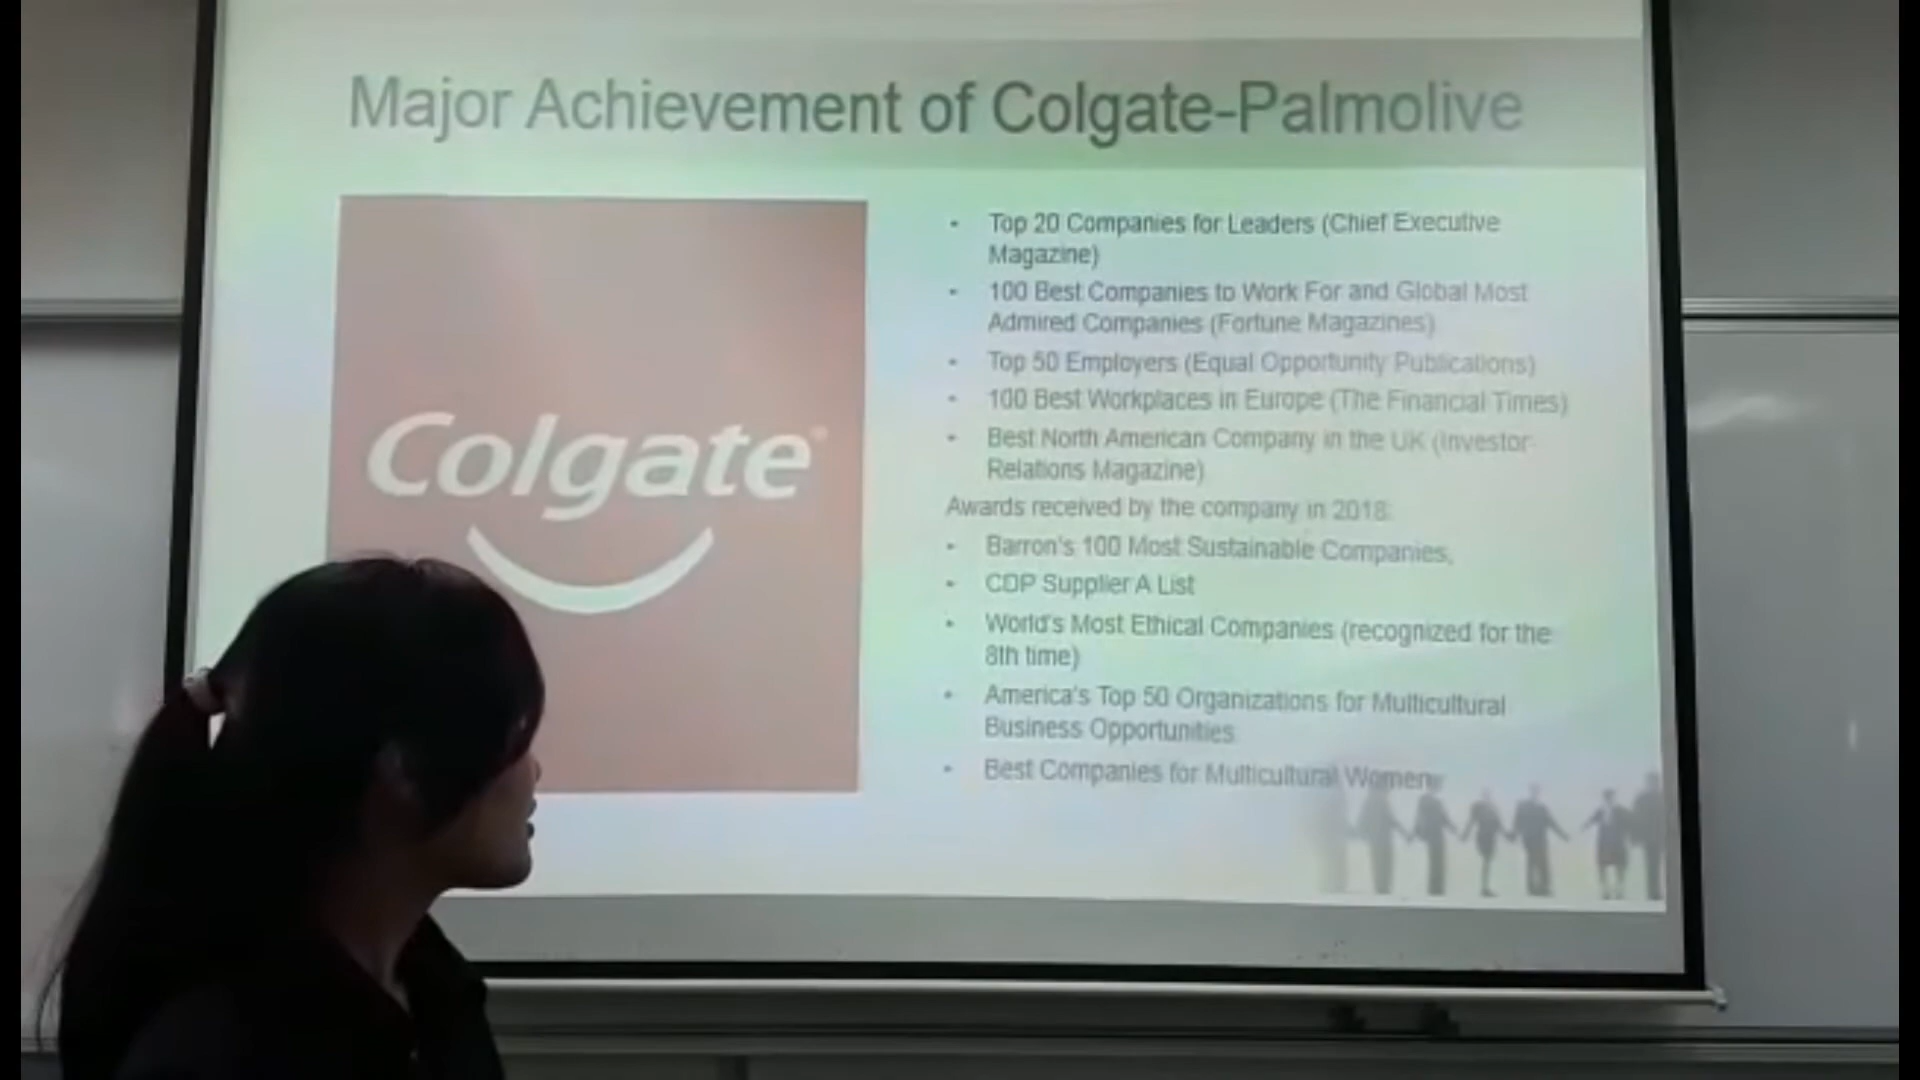 Major Achievement of Colgate-Palmolive
Colgate®
• Top 20 Companies for Leaders (Chief Executive
Magazine)
• 100 Best Companies to Work For and Global Most
Admired Companies (Fortune Magazines)
• Top 50 Employers (Equal Opportunity Publications)
• 100 Best Workplaces in Europe (The Financial Times)
• Best North American Company in the UK (Investor
Relations Magazine)
Awards received by the company in 2018:
• Barron's 100 Most Sustainable Companies,
• CDP Supplier A List
• World's Most Ethical Companies (recognized for the
8th time)
• America's Top 50 Organizations for Multicultural
Business Opportunities
• Best Companies for Multicultural Women